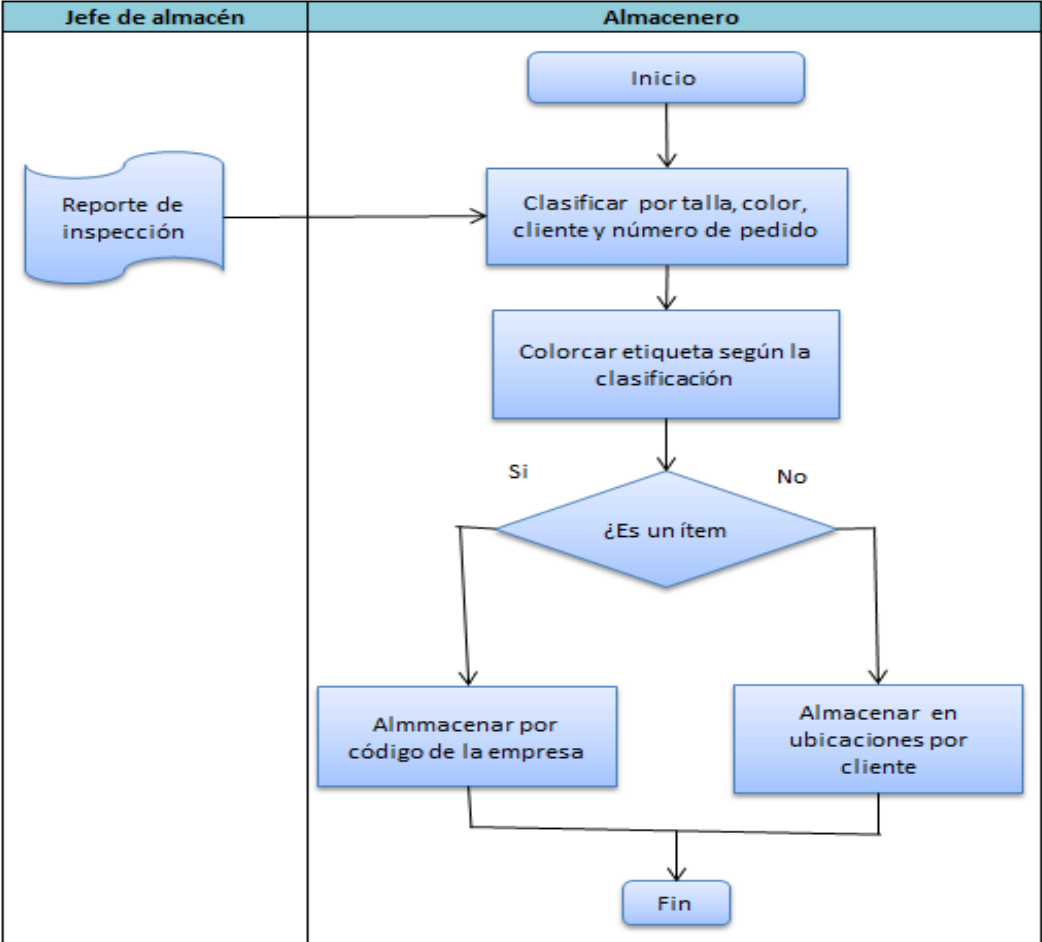 Jefe de almacén
Almacenero
Inicio
Reporte de
inspección
Clasificar por talla, color,
cliente y número de pedido
Colorcar etiqueta según la
clasificación
Si
No
¿Es un ítem
Almmacenar por
código de la empresa
Almacenar en
ubicaciones por
cliente
Fin